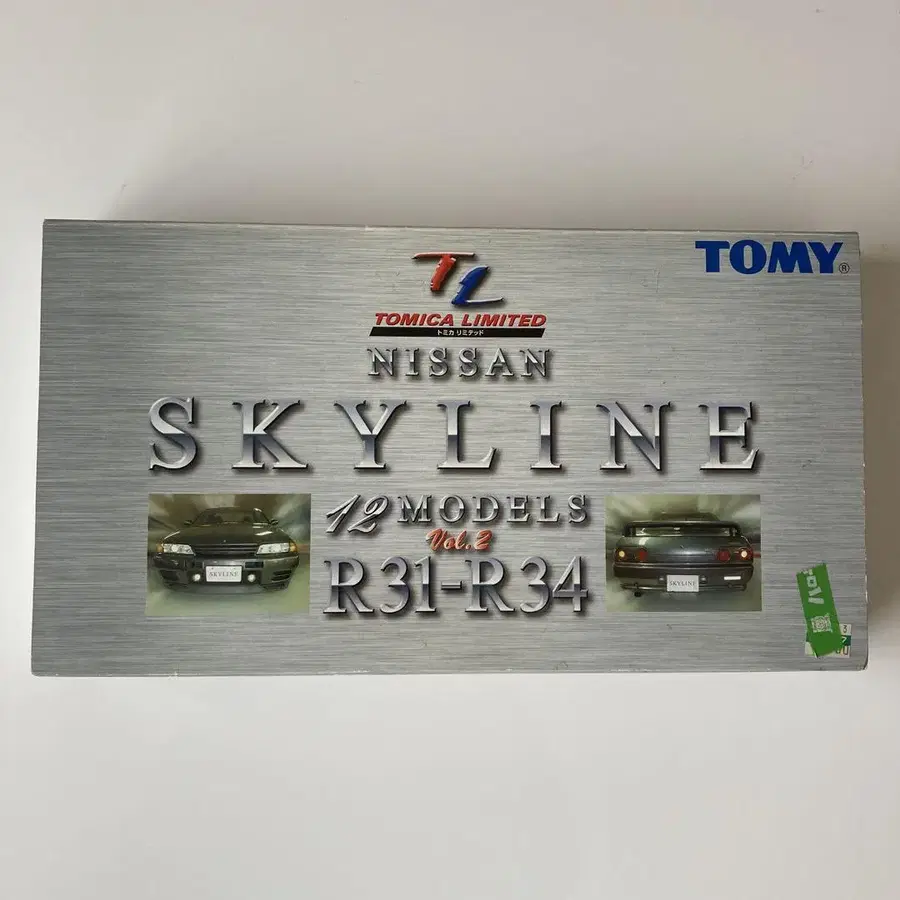 TOMY®
TL
TOMICA LIMITED
トミカ リミテッド
NISSAN
SKYLINE
12 MODELS
Vol.2
R31-R34
SKYLINE
SKYLINE